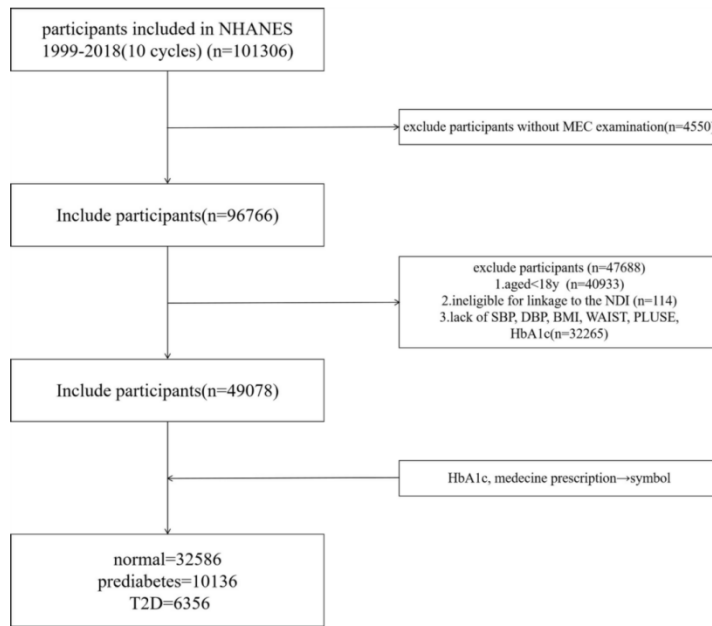 participants included in NHANES
1999-2018(10 cycles) (n=101306)
exclude participants without MEC examination(n=4550)
Include participants(n=96766)
exclude participants (n=47688)
1.aged<18y (n=40933)
2.ineligible for linkage to the NDI (n=114)
3.lack of SBP, DBP, BMI, WAIST, PLUSE,
HbA1c(n=32265)
Include participants(n=49078)
HbA1c, medecine prescription→symbol
normal=32586
prediabetes=10136
T2D=6356